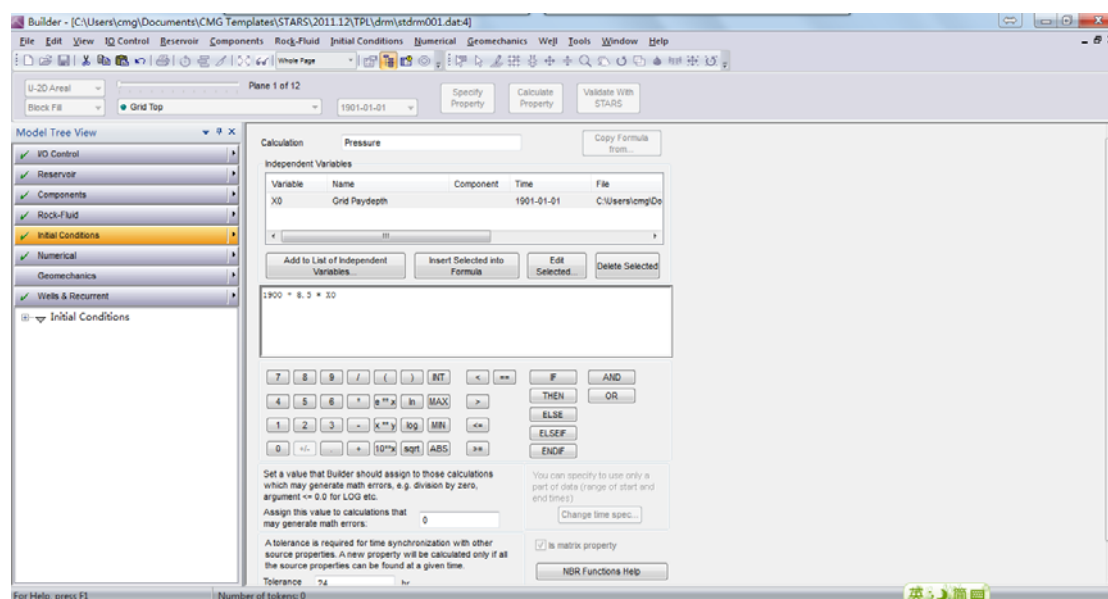 Builder - [C:\Users\cmg\Documents\CMG Templates\STARS\2011.12\TPL\drm\stdrm001.dat:4]
File Edit View IO Control Reservoir Components Rock-Fluid Initial Conditions Numerical Geomechanics Well Tools Window Help
Whole Page
U-2D Areal Plane 1 of 12
Block Fill Grid Top 1901-01-01 Specify Property Calculate Property Validate With STARS
Model Tree View
I/O Control
Reservoir
Components
Rock-Fluid
Initial Conditions
Numerical
Geomechanics
Wells & Recurrent
Initial Conditions
Calculation Pressure Copy Formula from...
Independent Variables
Variable Name Component Time File
X0 Grid Paydepth 1901-01-01 C:\Users\cmg\Do
Add to List of Independent Variables... Insert Selected into Formula Edit Selected... Delete Selected
1900 + 8.5 * X0
7 8 9 / ( ) INT < == IF AND
4 5 6 * e**x ln MAX > THEN OR
ELSE
1 2 3 - x**y log MIN <= ELSEIF
0 +/- . + 10**x sqrt ABS >= ENDIF
Set a value that Builder should assign to those calculations
which may generate math errors, e.g. division by zero,
argument <= 0.0 for LOG etc.
Assign this value to calculations that
may generate math errors: 0
You can specify to use only a
part of data (range of start and
end times)
Change time spec...
A tolerance is required for time synchronization with other
source properties. A new property will be calculated only if all
the source properties can be found at a given time.
Tolerance 24 hr
Is matrix property
NBR Functions Help
For Help, press F1 Number of tokens: 0
英 简